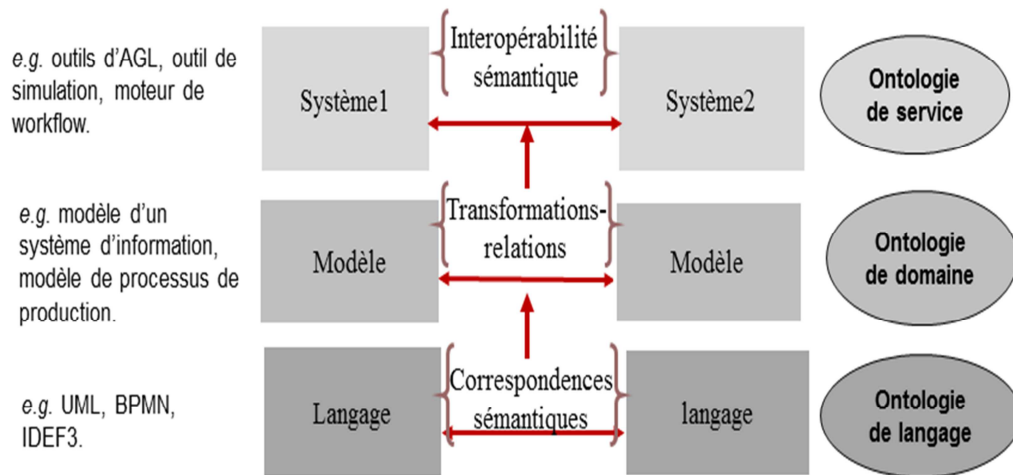 e.g. outils d'AGL, outil de
simulation, moteur de
workflow.
Système1
Interopérabilité
sémantique
Système2
Ontologie
de service
e.g. modèle d'un
système d'information,
modèle de processus de
production.
Modèle
Transformations-
relations
Modèle
Ontologie
de domaine
e.g. UML, BPMN,
IDEF3.
Langage
Correspondences
sémantiques
langage
Ontologie
de langage